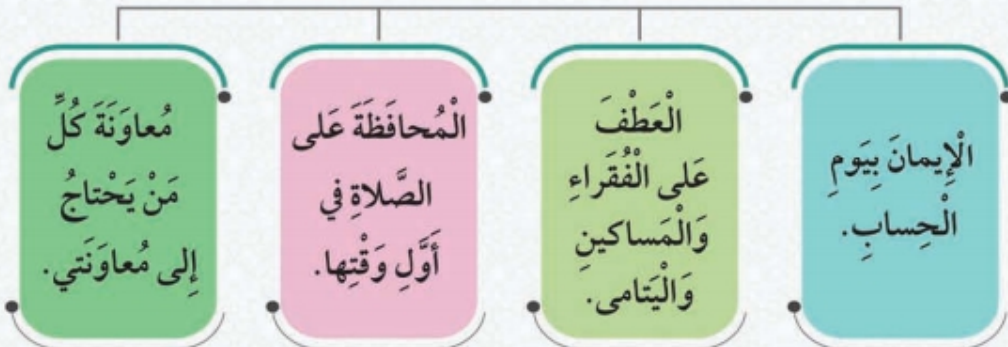 الْإِيمانَ بِيَومِ
الْحِسابِ.
الْعَطْفَ
عَلى الْفُقَراءِ
وَالْمَساكينِ
وَالْيَتامى.
الْمُحافَظَةَ عَلى
الصَّلاةِ في
أَوَّلِ وَقْتِها.
مُعاوَنَةَ كُلِّ
مَنْ يَحْتاجُ
إِلى مُعاوَنَتي.